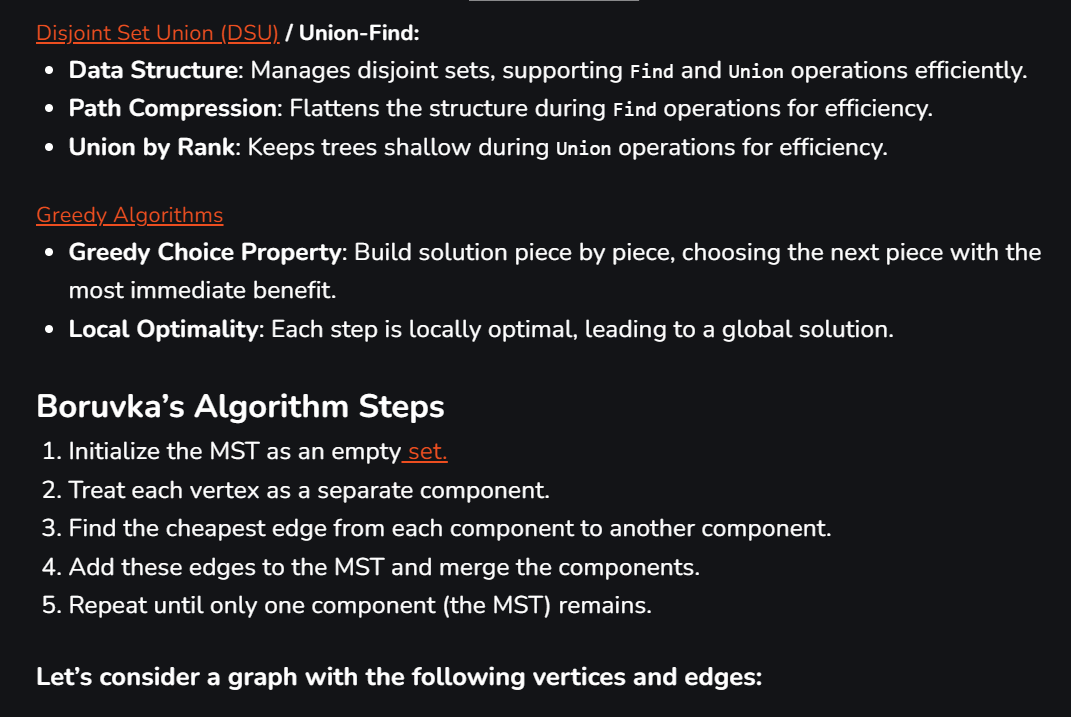 Disjoint Set Union (DSU) / Union-Find:
• Data Structure: Manages disjoint sets, supporting Find and Union operations efficiently.
• Path Compression: Flattens the structure during Find operations for efficiency.
• Union by Rank: Keeps trees shallow during Union operations for efficiency.
Greedy Algorithms
• Greedy Choice Property: Build solution piece by piece, choosing the next piece with the
most immediate benefit.
• Local Optimality: Each step is locally optimal, leading to a global solution.
Boruvka’s Algorithm Steps
1. Initialize the MST as an empty set.
2. Treat each vertex as a separate component.
3. Find the cheapest edge from each component to another component.
4. Add these edges to the MST and merge the components.
5. Repeat until only one component (the MST) remains.
Let’s consider a graph with the following vertices and edges: